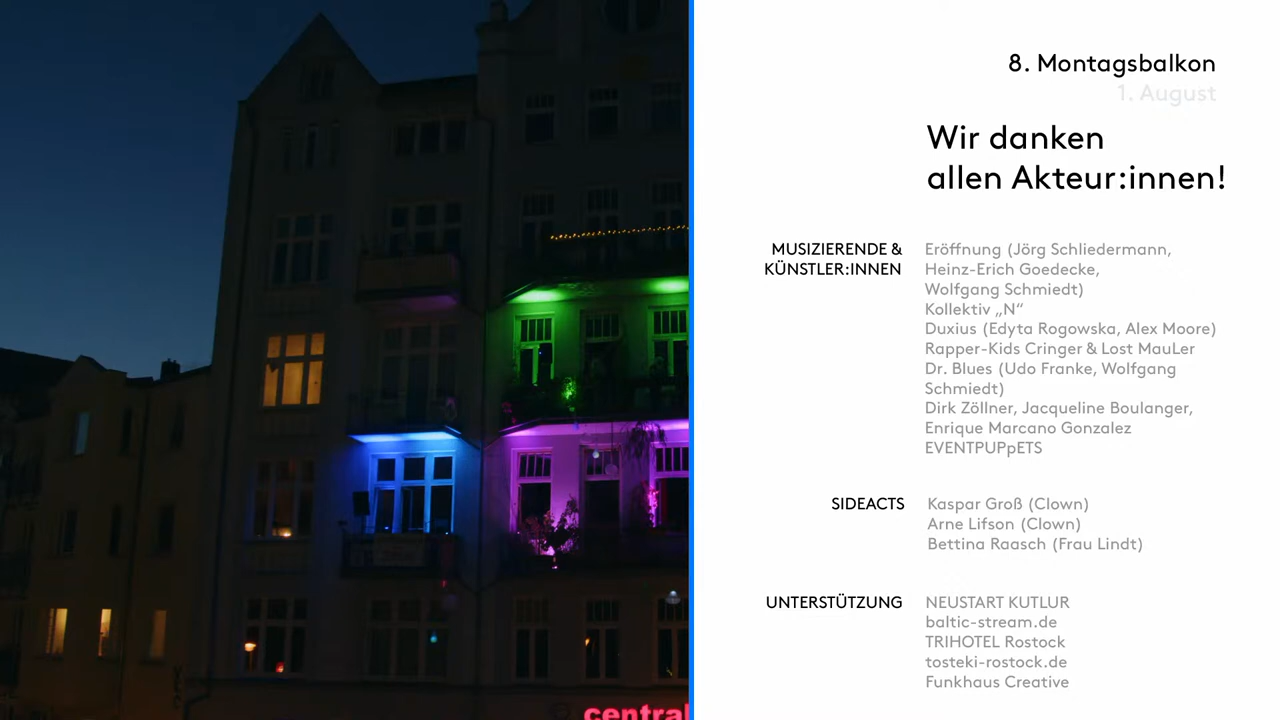 8. Montagsbalkon
1. August
Wir danken
allen Akteur:innen!
MUSIZIERENDE &
KÜNSTLER:INNEN
Eröffnung (Jörg Schliedermann,
Heinz-Erich Goedecke,
Wolfgang Schmiedt)
Kollektiv „N“
Duxius (Edyta Rogowska, Alex Moore)
Rapper-Kids Cringer & Lost MauLer
Dr. Blues (Udo Franke, Wolfgang
Schmiedt)
Dirk Zöllner, Jacqueline Boulanger,
Enrique Marcano Gonzalez
EVENTPUPpETS
SIDEACTS
Kaspar Groß (Clown)
Arne Lifson (Clown)
Bettina Raasch (Frau Lindt)
UNTERSTÜTZUNG
NEUSTART KUTLUR
baltic-stream.de
TRIHOTEL Rostock
tosteki-rostock.de
Funkhaus Creative
central